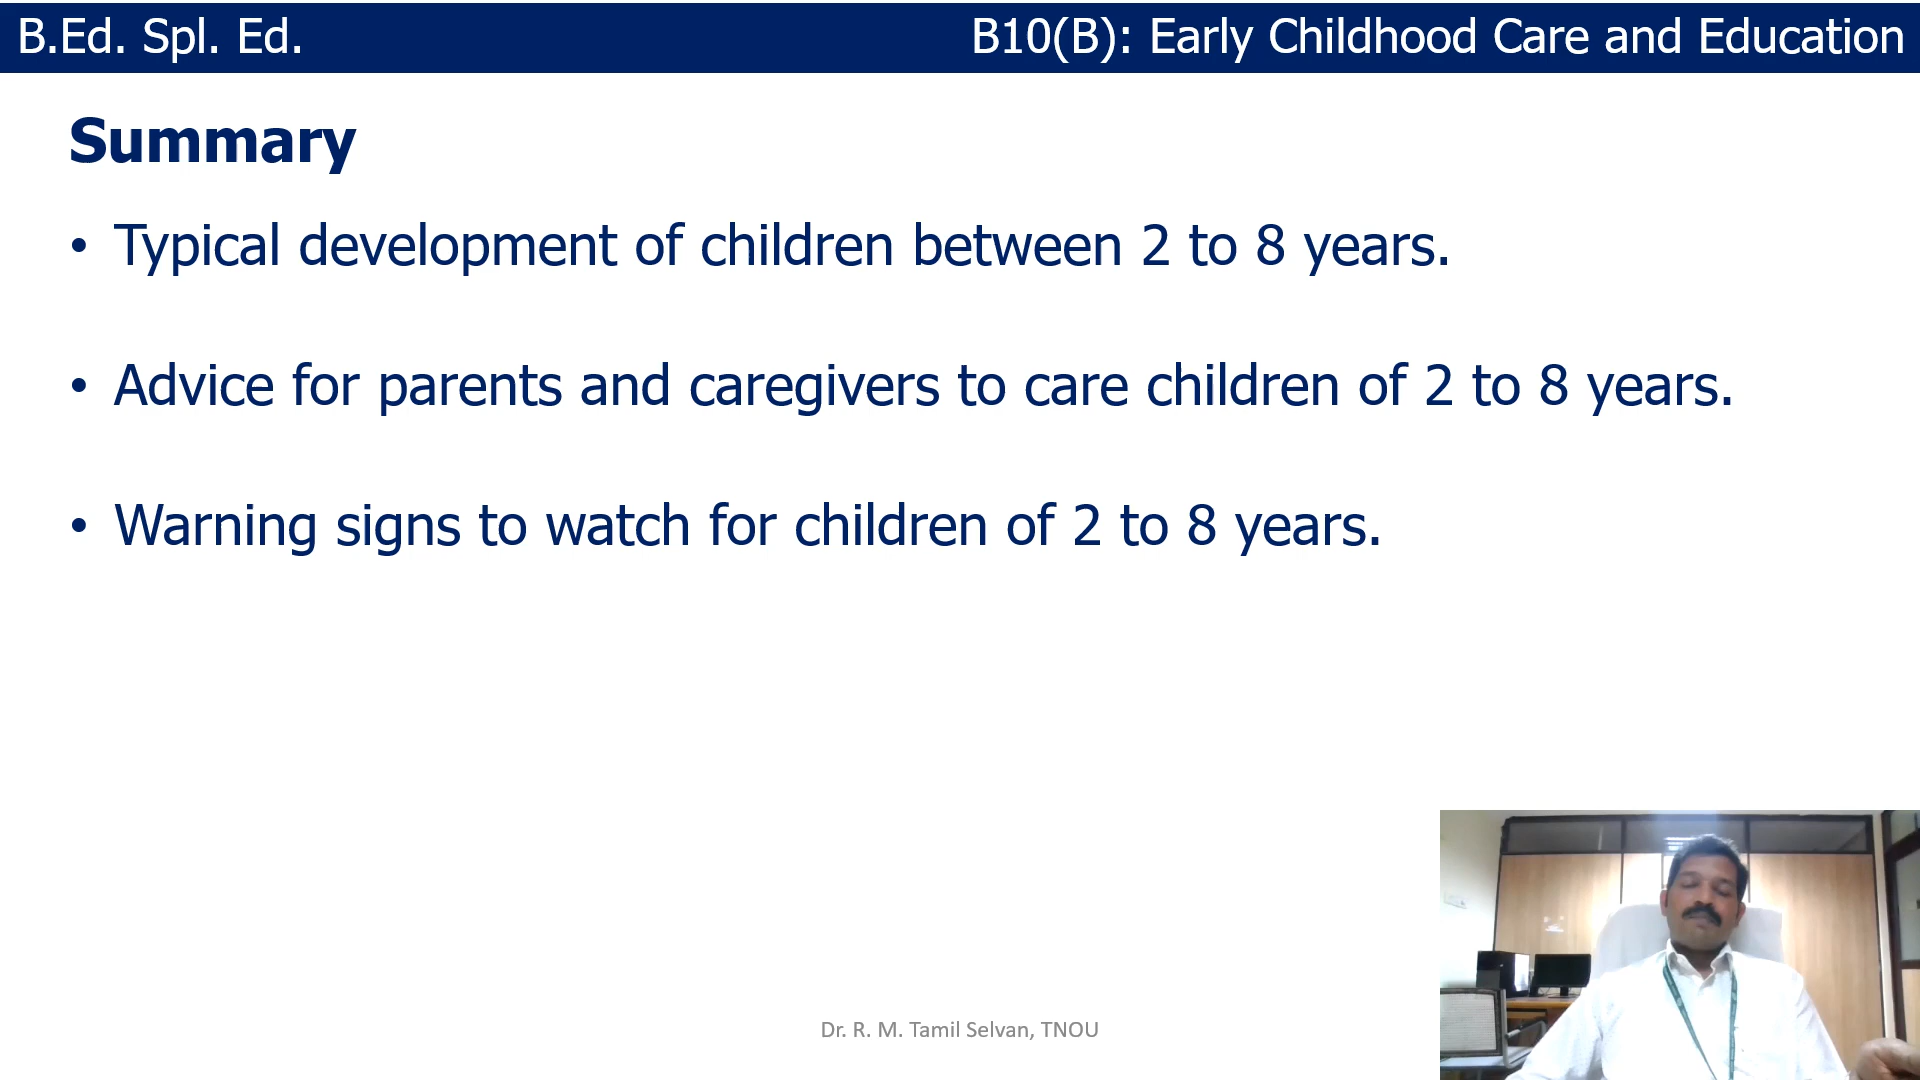 B.Ed. Spl. Ed.
B10(B): Early Childhood Care and Education
Summary
• Typical development of children between 2 to 8 years.
• Advice for parents and caregivers to care children of 2 to 8 years.
• Warning signs to watch for children of 2 to 8 years.
Dr. R. M. Tamil Selvan, TNOU